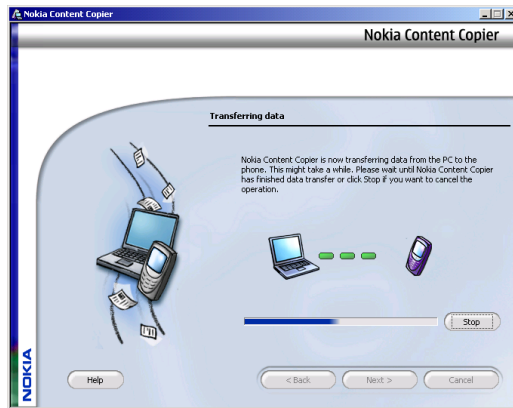 Nokia Content Copier
Nokia Content Copier
Transferring data
Nokia Content Copier is now transferring data from the PC to the
phone. This might take a while. Please wait until Nokia Content Copier
has finished data transfer or click Stop if you want to cancel the
operation.
Stop
NOKIA
Help
< Back
Next >
Cancel